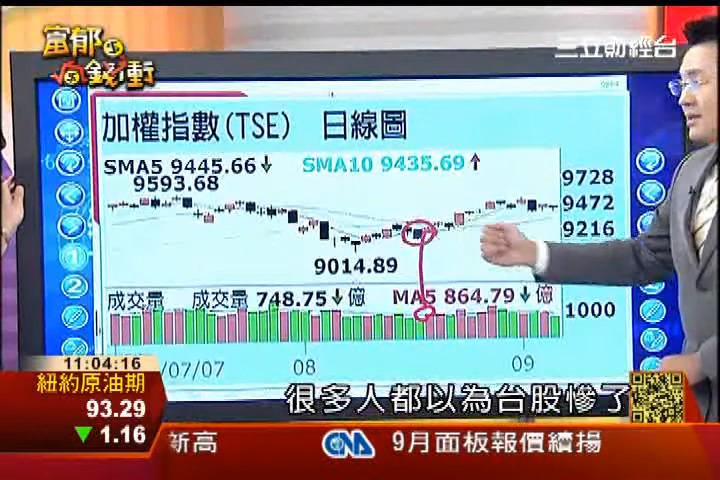 富郁
向錢衝
三立財經台
加權指數(TSE) 日線圖
SMA5 9445.66↓ SMA10 9435.69↑
9593.68
9728
9472
9216
9014.89
成交量 成交量 748.75↓億 MA5 864.79↓億
1000
/07/07 08 09
1
2
11:04:16
紐約原油期
93.29
▼1.16
很多人都以為台股慘了
新高 CNA 9月面板報價續揚